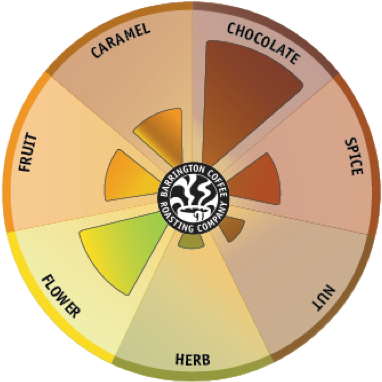 CARAMEL
CHOCOLATE
FRUIT
SPICE
BARRINGTON COFFEE
ROASTING COMPANY
FLOWER
NUT
HERB